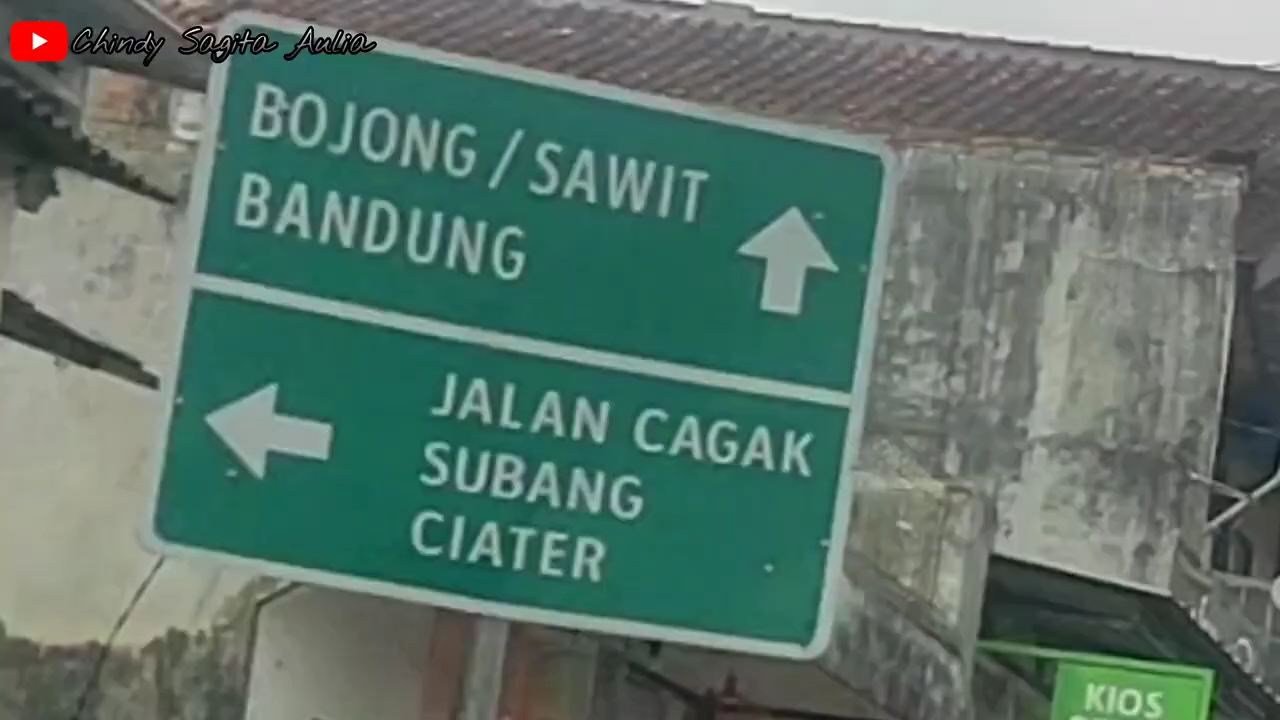 Chindy Sagita Aulia
BOJONG / SAWIT
BANDUNG
JALAN CAGAK
SUBANG
CIATER
KIOS